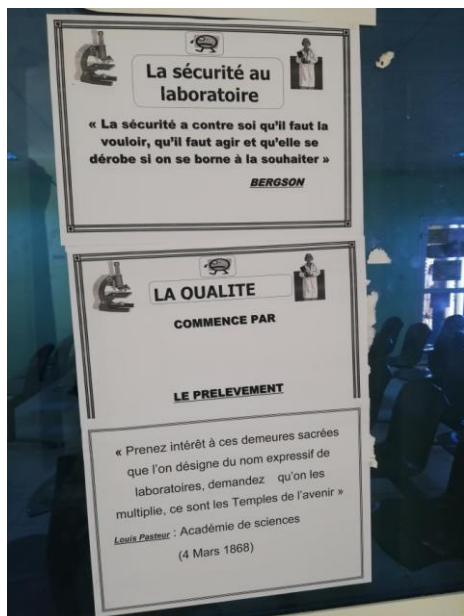 La sécurité au
laboratoire
« La sécurité a contre soi qu'il faut la
vouloir, qu'il faut agir et qu'elle se
dérobe si on se borne à la souhaiter »
BERGSON
LA QUALITE
COMMENCE PAR
LE PRELEVEMENT
« Prenez intérêt à ces demeures sacrées
que l'on désigne du nom expressif de
laboratoires, demandez qu'on les
multiplie, ce sont les Temples de l'avenir »
Louis Pasteur : Académie de sciences
(4 Mars 1868)